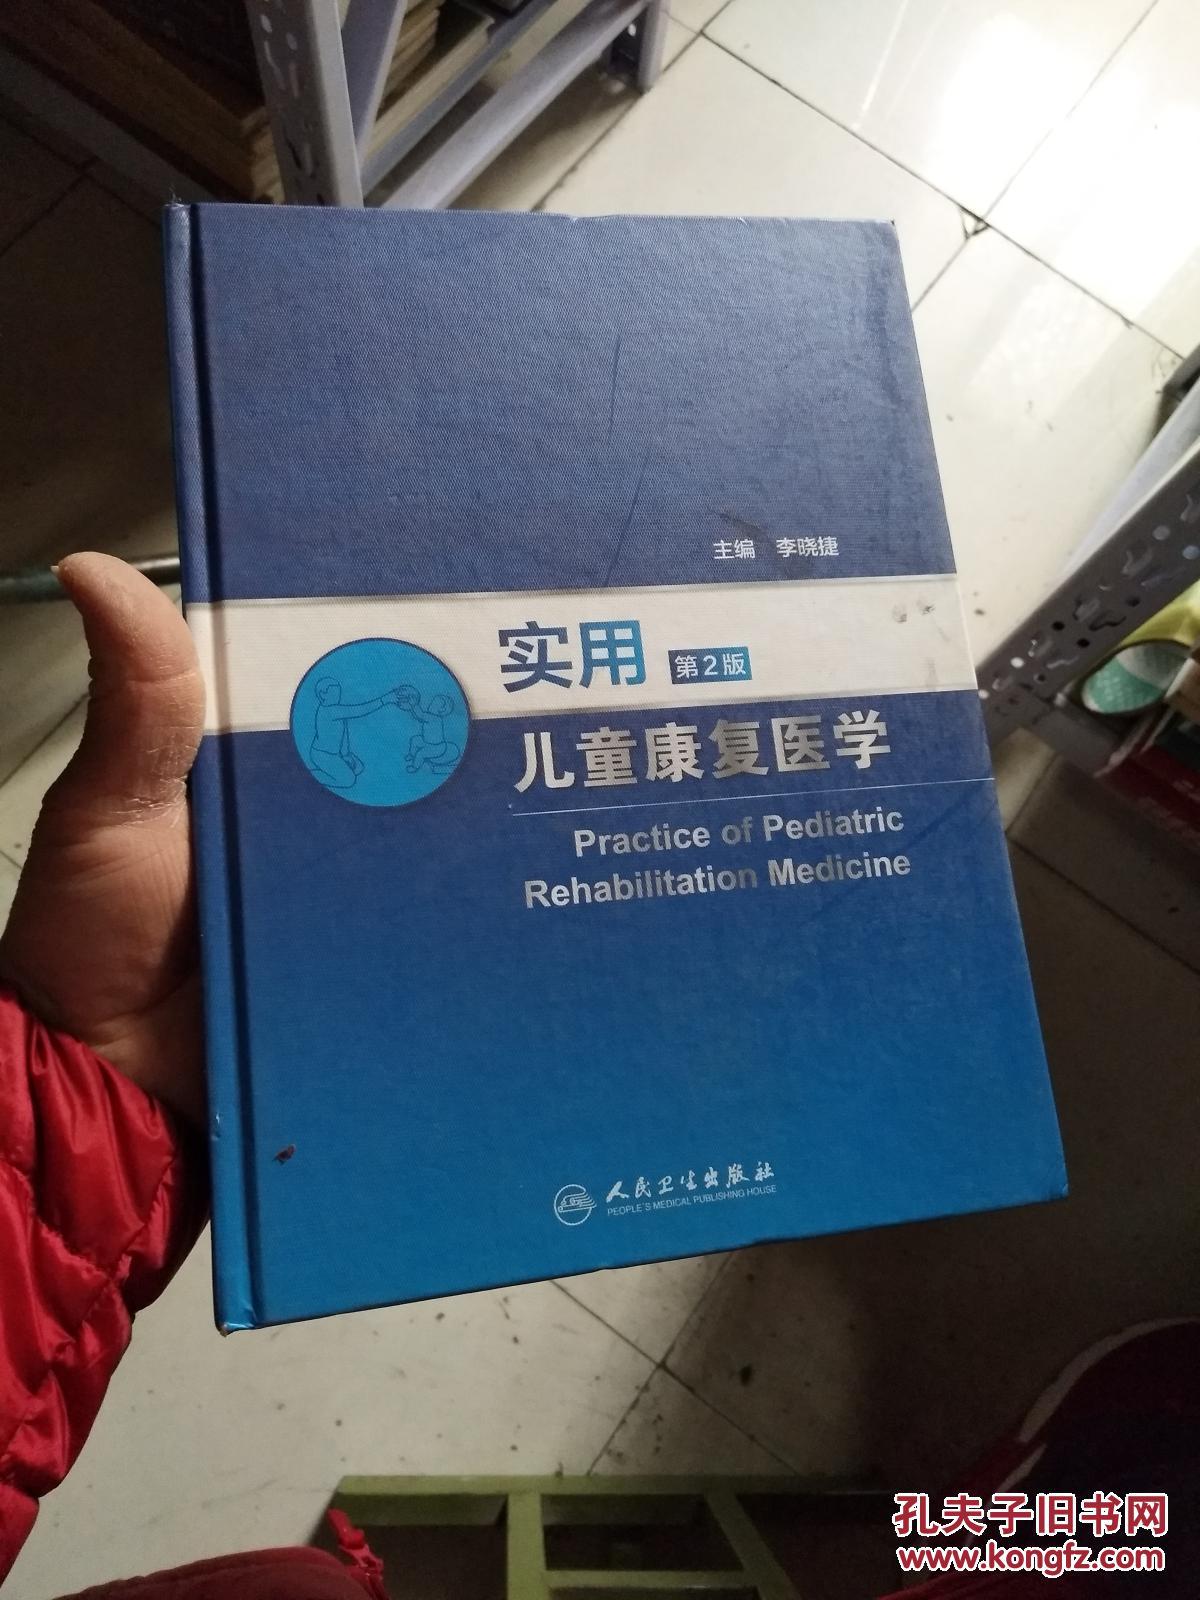 主编 李晓捷
实用 第2版
儿童康复医学
Practice of Pediatric
Rehabilitation Medicine
人民卫生出版社
PEOPLE'S MEDICAL PUBLISHING HOUSE
孔夫子旧书网
www.kongfz.com